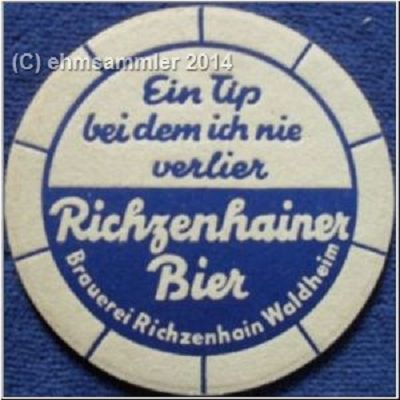 (C) ehmsammler 2014
Ein Tip
bei dem ich nie
verlier
Richzenhainer
Bier
Brauerei Richzenhain Waldheim